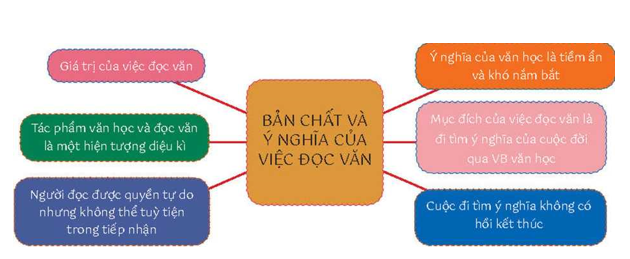 Giá trị của việc đọc văn
Tác phẩm văn học và đọc văn
là một hiện tượng diệu kì
Người đọc được quyền tự do
nhưng không thể tuỳ tiện
trong tiếp nhận
BẢN CHẤT VÀ
Ý NGHĨA CỦA
VIỆC ĐỌC VĂN
Ý nghĩa của văn học là tiềm ẩn
và khó nắm bắt
Mục đích của việc đọc văn là
đi tìm ý nghĩa của cuộc đời
qua VB văn học
Cuộc đi tìm ý nghĩa không có
hồi kết thúc